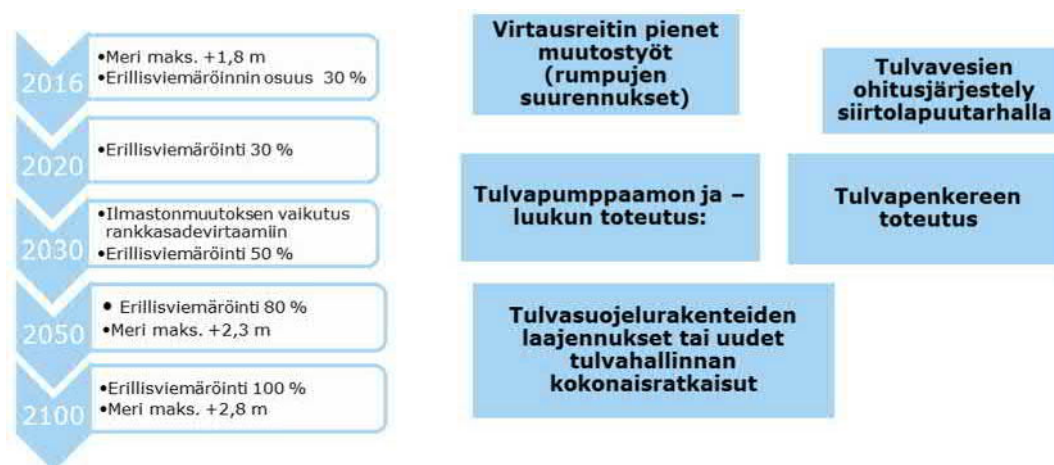 2016
•Meri maks. +1,8 m
•Erillisviemäröinnin osuus 30 %
2020
•Erillisviemäröinti 30 %
2030
•Ilmastonmuutoksen vaikutus
rankkasadevirtaamiin
•Erillisviemäröinti 50 %
2050
• Erillisviemäröinti 80 %
•Meri maks. +2,3 m
2100
•Erillisviemäröinti 100 %
•Meri maks. +2,8 m
Virtausreitin pienet
muutostyöt
(rumpujen
suurennukset)
Tulvavesien
ohitusjärjestely
siirtolapuutarhalla
Tulvapumppaamon ja –
luukun toteutus:
Tulvapenkereen
toteutus
Tulvasuojelurakenteiden
laajennukset tai uudet
tulvahallinnan
kokonaisratkaisut